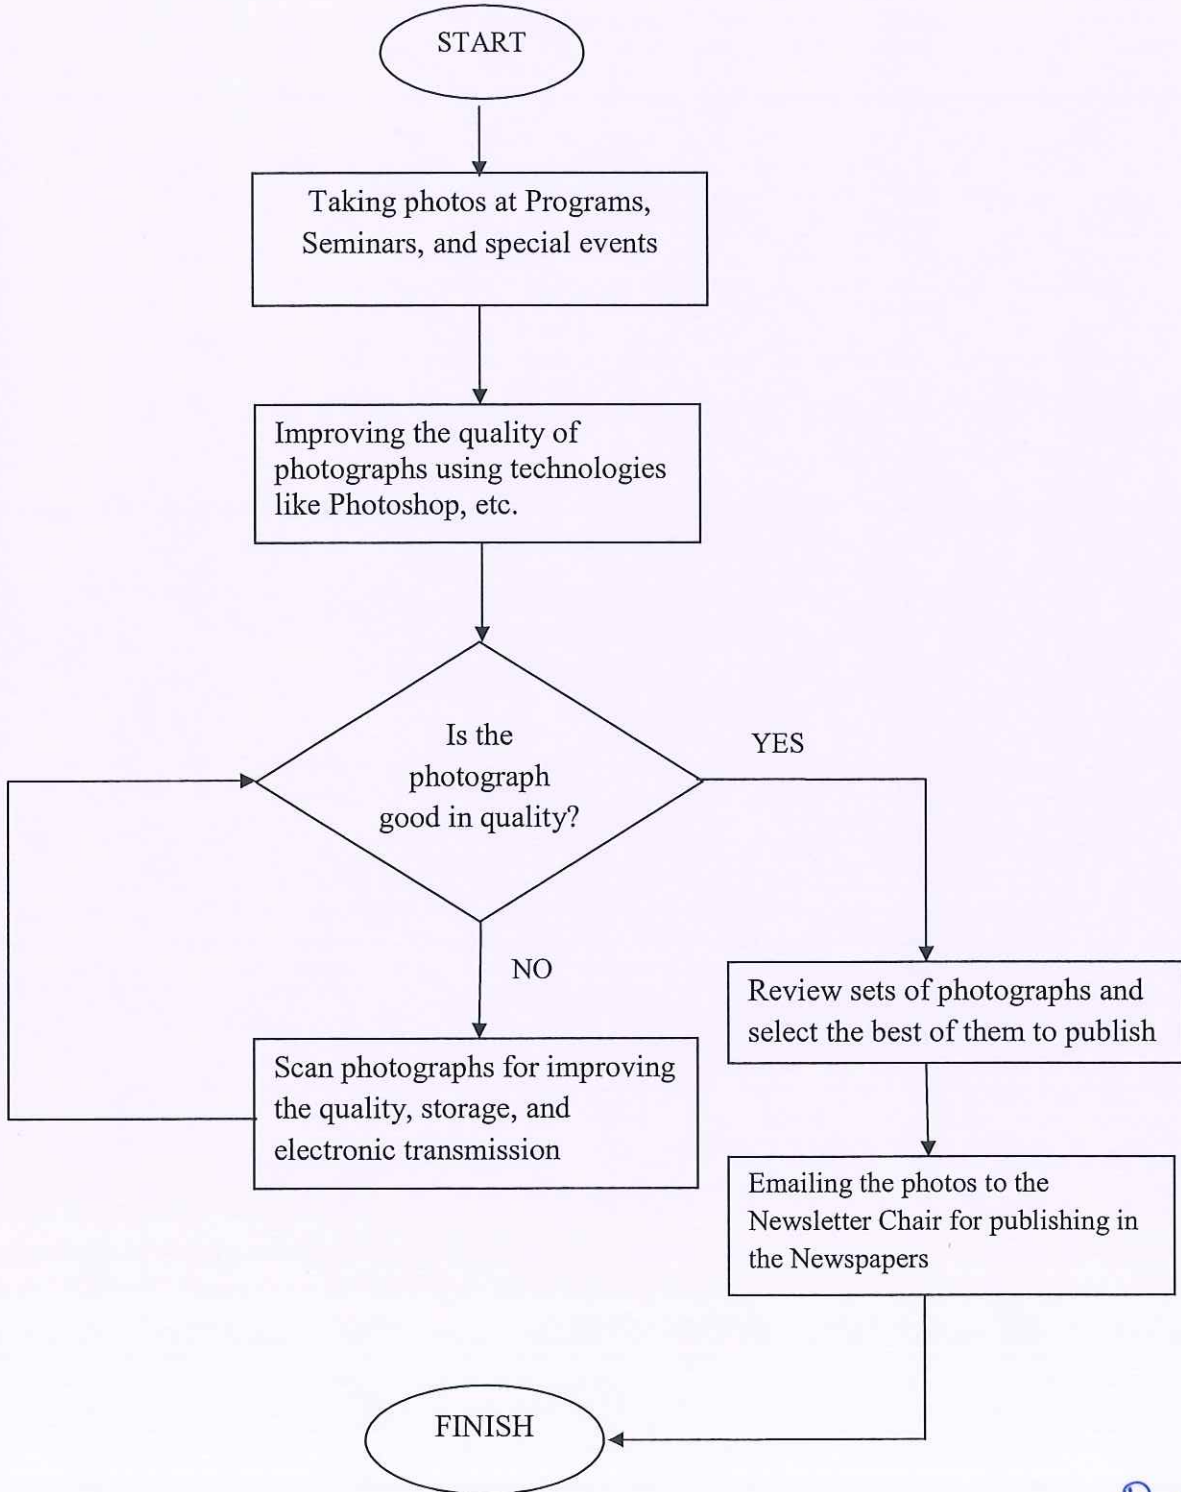 START
Taking photos at Programs,
Seminars, and special events
Improving the quality of
photographs using technologies
like Photoshop, etc.
Is the
photograph
good in quality?
YES
NO
Scan photographs for improving
the quality, storage, and
electronic transmission
Review sets of photographs and
select the best of them to publish
Emailing the photos to the
Newsletter Chair for publishing in
the Newspapers
FINISH